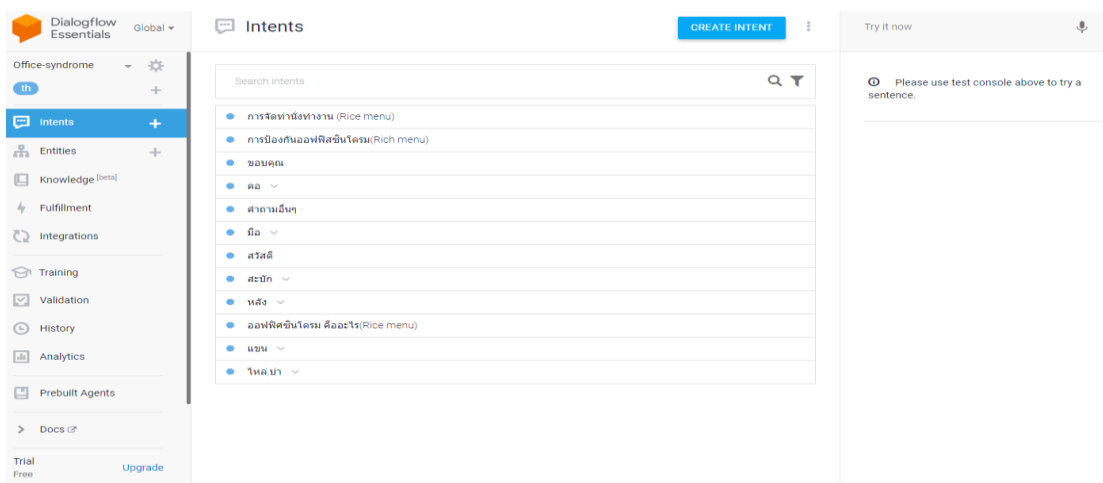 Dialogflow
Essentials
Global
Office-syndrome
th
Intents
Entities
Knowledge [beta]
Fulfillment
Integrations
Training
Validation
History
Analytics
Prebuilt Agents
Docs
Trial
Free
Upgrade
Intents
CREATE INTENT
Search intents
การจัดท่านั่งทำงาน (Rice menu)
การป้องกันออฟฟิสซินโดรม(Rich menu)
ขอบคุณ
คอ
คำถามอื่นๆ
มือ
สวัสดี
สะบัก
หลัง
ออฟฟิศซินโดรม คืออะไร(Rice menu)
แขน
ไหล่,บ่า
Try it now
Please use test console above to try a
sentence.